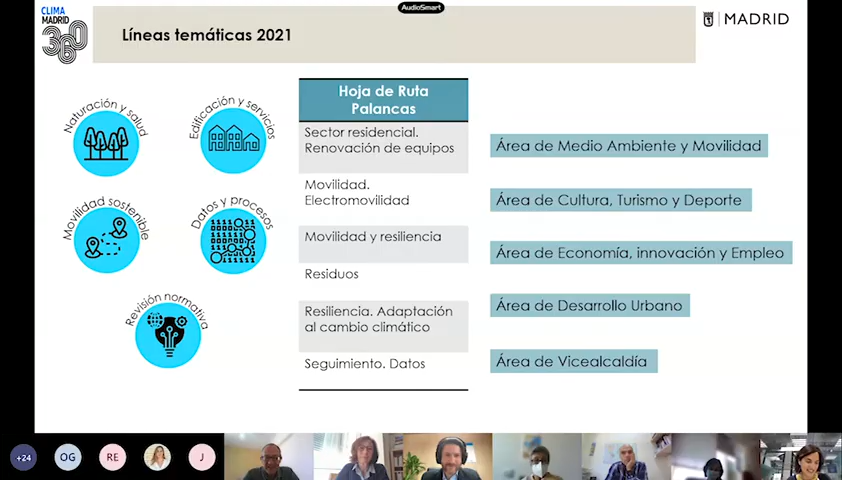 AudioSmart
CLIMA
MADRID
360
Líneas temáticas 2021
MADRID
Naturación y salud
Edificación y servicios
Movilidad sostenible
Datos y procesos
Revisión normativa
Hoja de Ruta
Palancas
Sector residencial.
Renovación de equipos
Movilidad.
Electromovilidad
Movilidad y resiliencia
Residuos
Resiliencia. Adaptación
al cambio climático
Seguimiento. Datos
Área de Medio Ambiente y Movilidad
Área de Cultura, Turismo y Deporte
Área de Economía, innovación y Empleo
Área de Desarrollo Urbano
Área de Vicealcaldía
+24
OG
RE
J